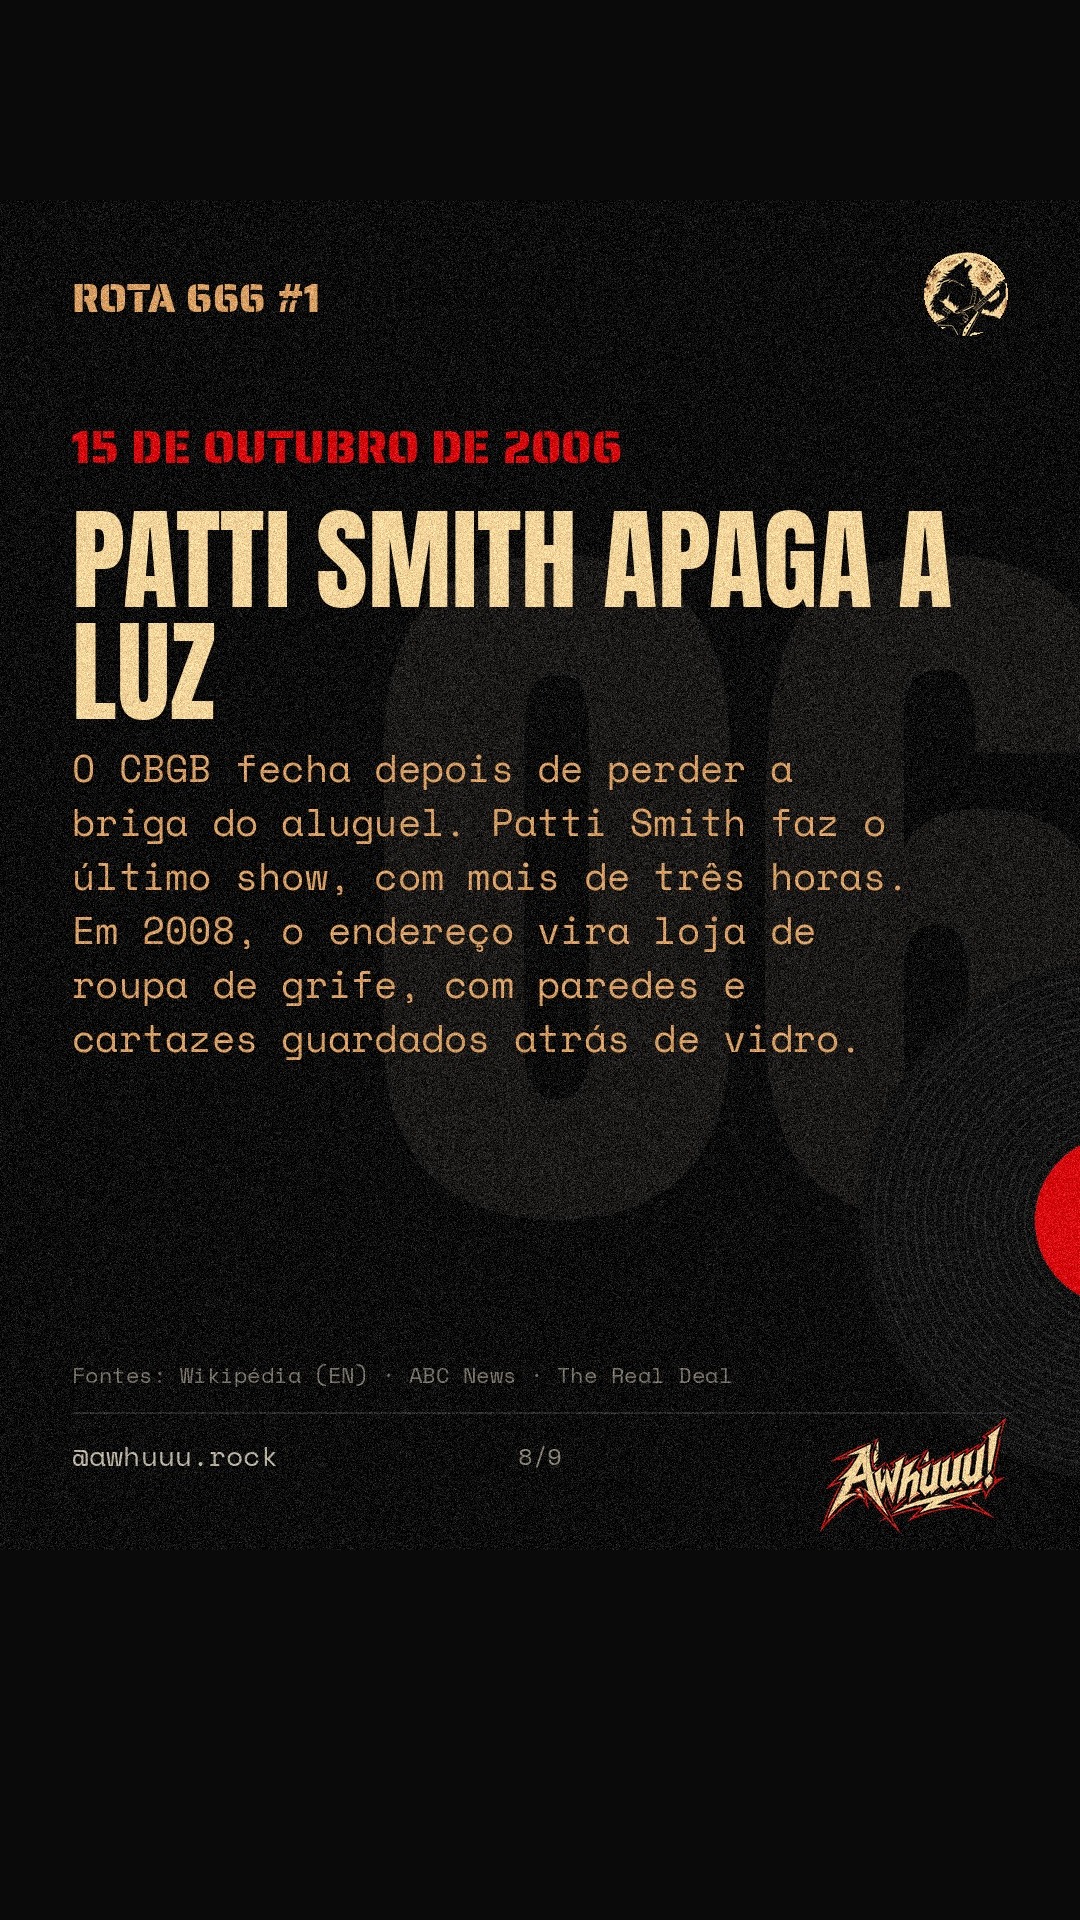 ROTA 666 #1
15 DE OUTUBRO DE 2006
PATTI SMITH APAGA A
LUZ
06
O CBGB fecha depois de perder a
briga do aluguel. Patti Smith faz o
último show, com mais de três horas.
Em 2008, o endereço vira loja de
roupa de grife, com paredes e
cartazes guardados atrás de vidro.
Fontes: Wikipédia (EN) · ABC News · The Real Deal
@awhuuu.rock
8/9
Awhuuu!